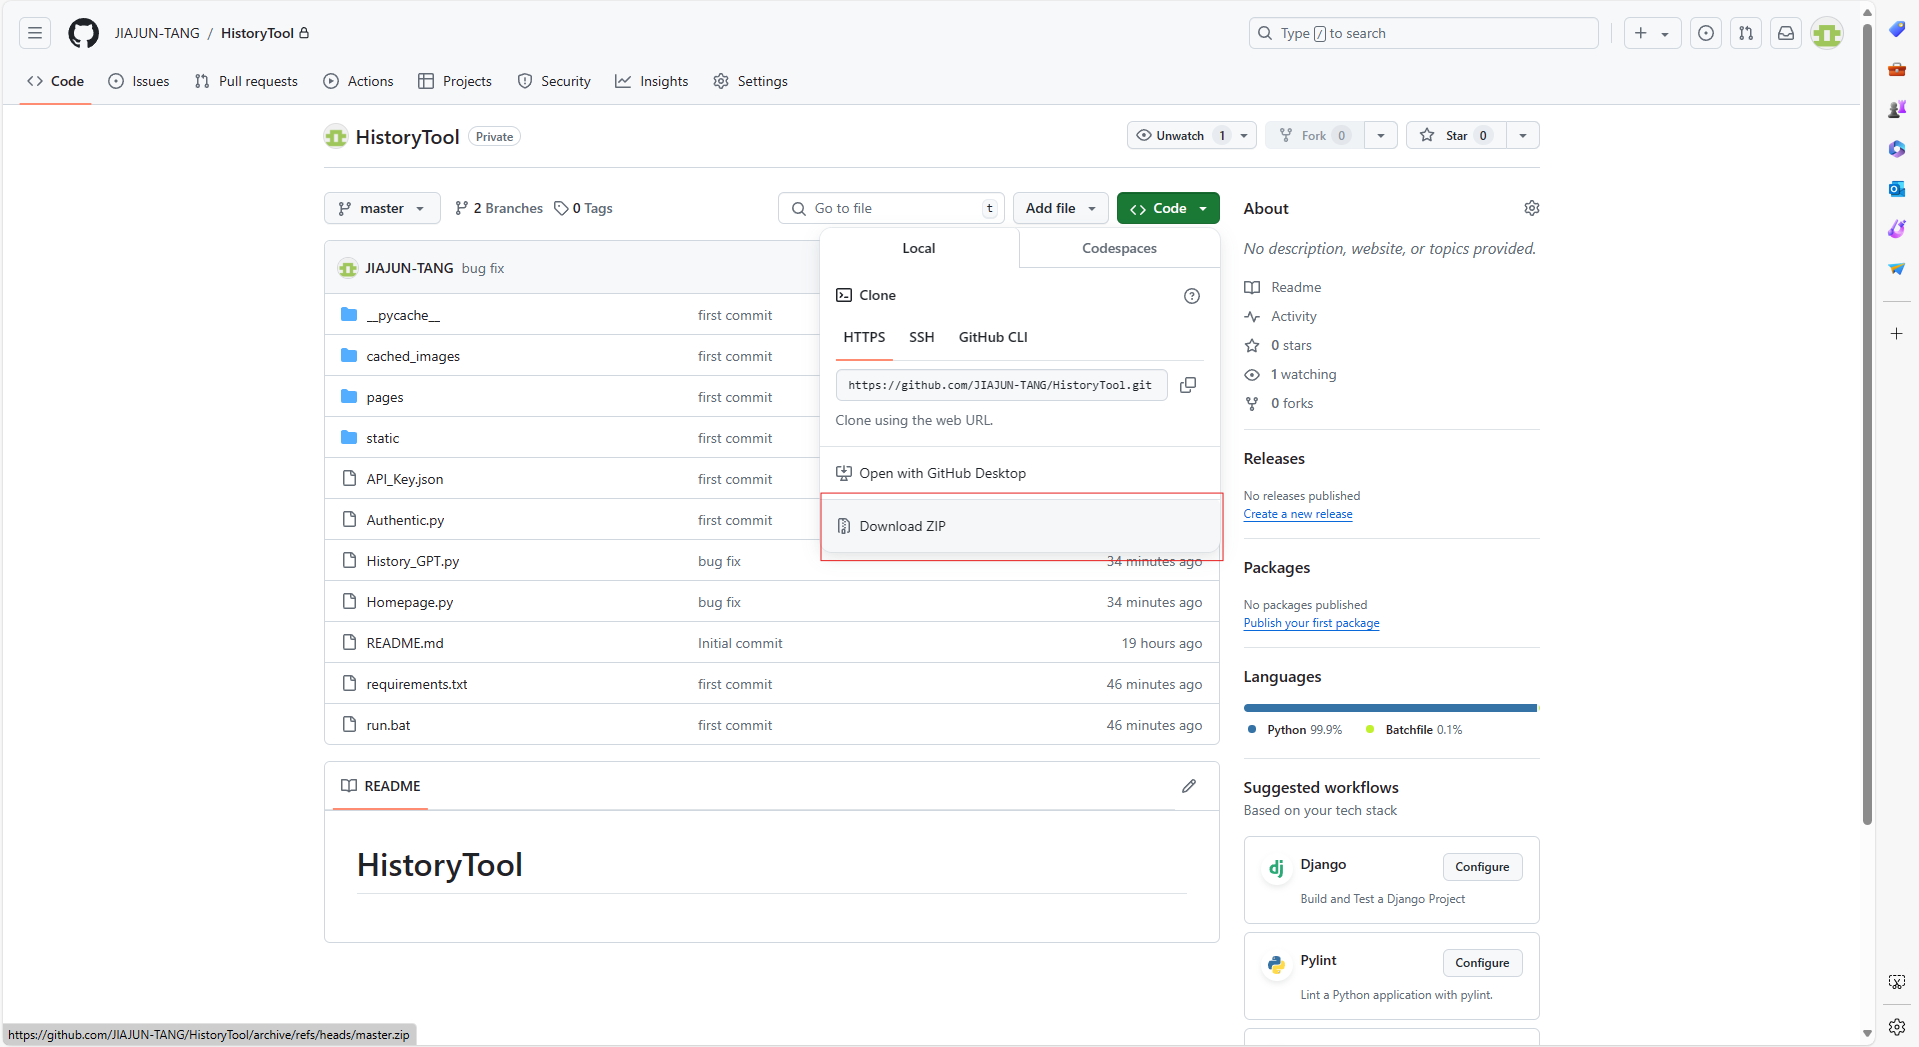 JIAJUN-TANG / HistoryTool
Type / to search
Code Issues Pull requests Actions Projects Security Insights Settings
HistoryTool Private
Unwatch 1 Fork 0 Star 0
master 2 Branches 0 Tags
Go to file t Add file Code
JIAJUN-TANG bug fix
__pycache__ first commit
cached_images first commit
pages first commit
static first commit
API_Key.json first commit
Authentic.py first commit
History_GPT.py bug fix 34 minutes ago
Homepage.py bug fix 34 minutes ago
README.md Initial commit 19 hours ago
requirements.txt first commit 46 minutes ago
run.bat first commit 46 minutes ago
Local Codespaces
Clone
HTTPS SSH GitHub CLI
https://github.com/JIAJUN-TANG/HistoryTool.git
Clone using the web URL.
Open with GitHub Desktop
Download ZIP
README
HistoryTool
About
No description, website, or topics provided.
Readme
Activity
0 stars
1 watching
0 forks
Releases
No releases published
Create a new release
Packages
No packages published
Publish your first package
Languages
Python 99.9% Batchfile 0.1%
Suggested workflows
Based on your tech stack
dj Django Configure
Build and Test a Django Project
Pylint Configure
Lint a Python application with pylint.
https://github.com/JIAJUN-TANG/HistoryTool/archive/refs/heads/master.zip